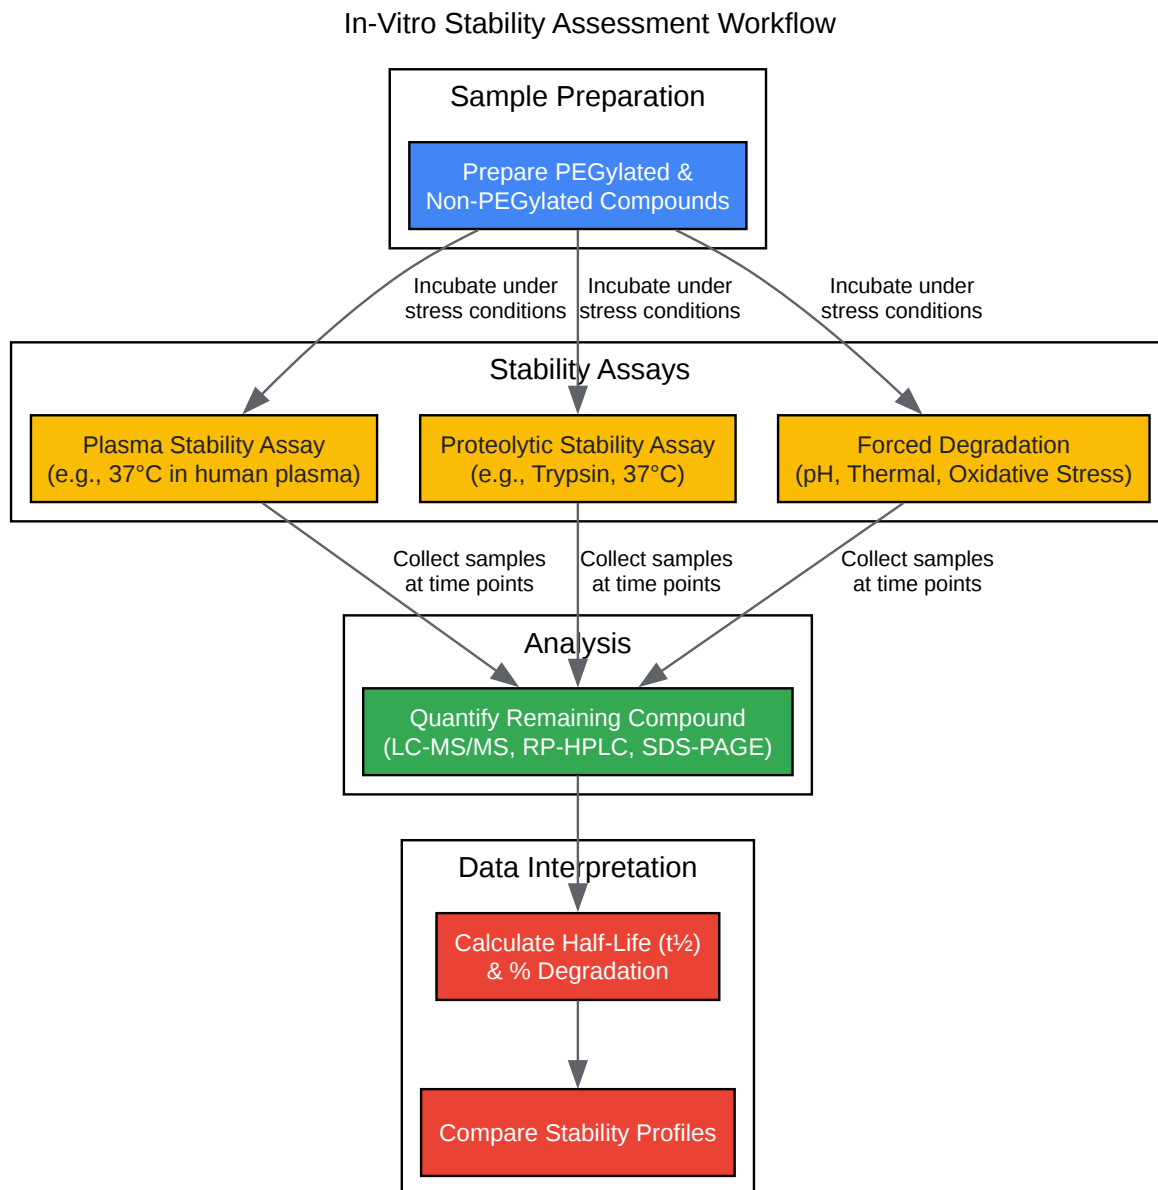 In-Vitro Stability Assessment Workflow
Sample Preparation
Prepare PEGylated &
Non-PEGylated Compounds
Incubate under
stress conditions
Incubate under
stress conditions
Incubate under
stress conditions
Stability Assays
Plasma Stability Assay
(e.g., 37°C in human plasma)
Proteolytic Stability Assay
(e.g., Trypsin, 37°C)
Forced Degradation
(pH, Thermal, Oxidative Stress)
Collect samples
at time points
Collect samples
at time points
Collect samples
at time points
Analysis
Quantify Remaining Compound
(LC-MS/MS, RP-HPLC, SDS-PAGE)
Data Interpretation
Calculate Half-Life (t½)
& % Degradation
Compare Stability Profiles